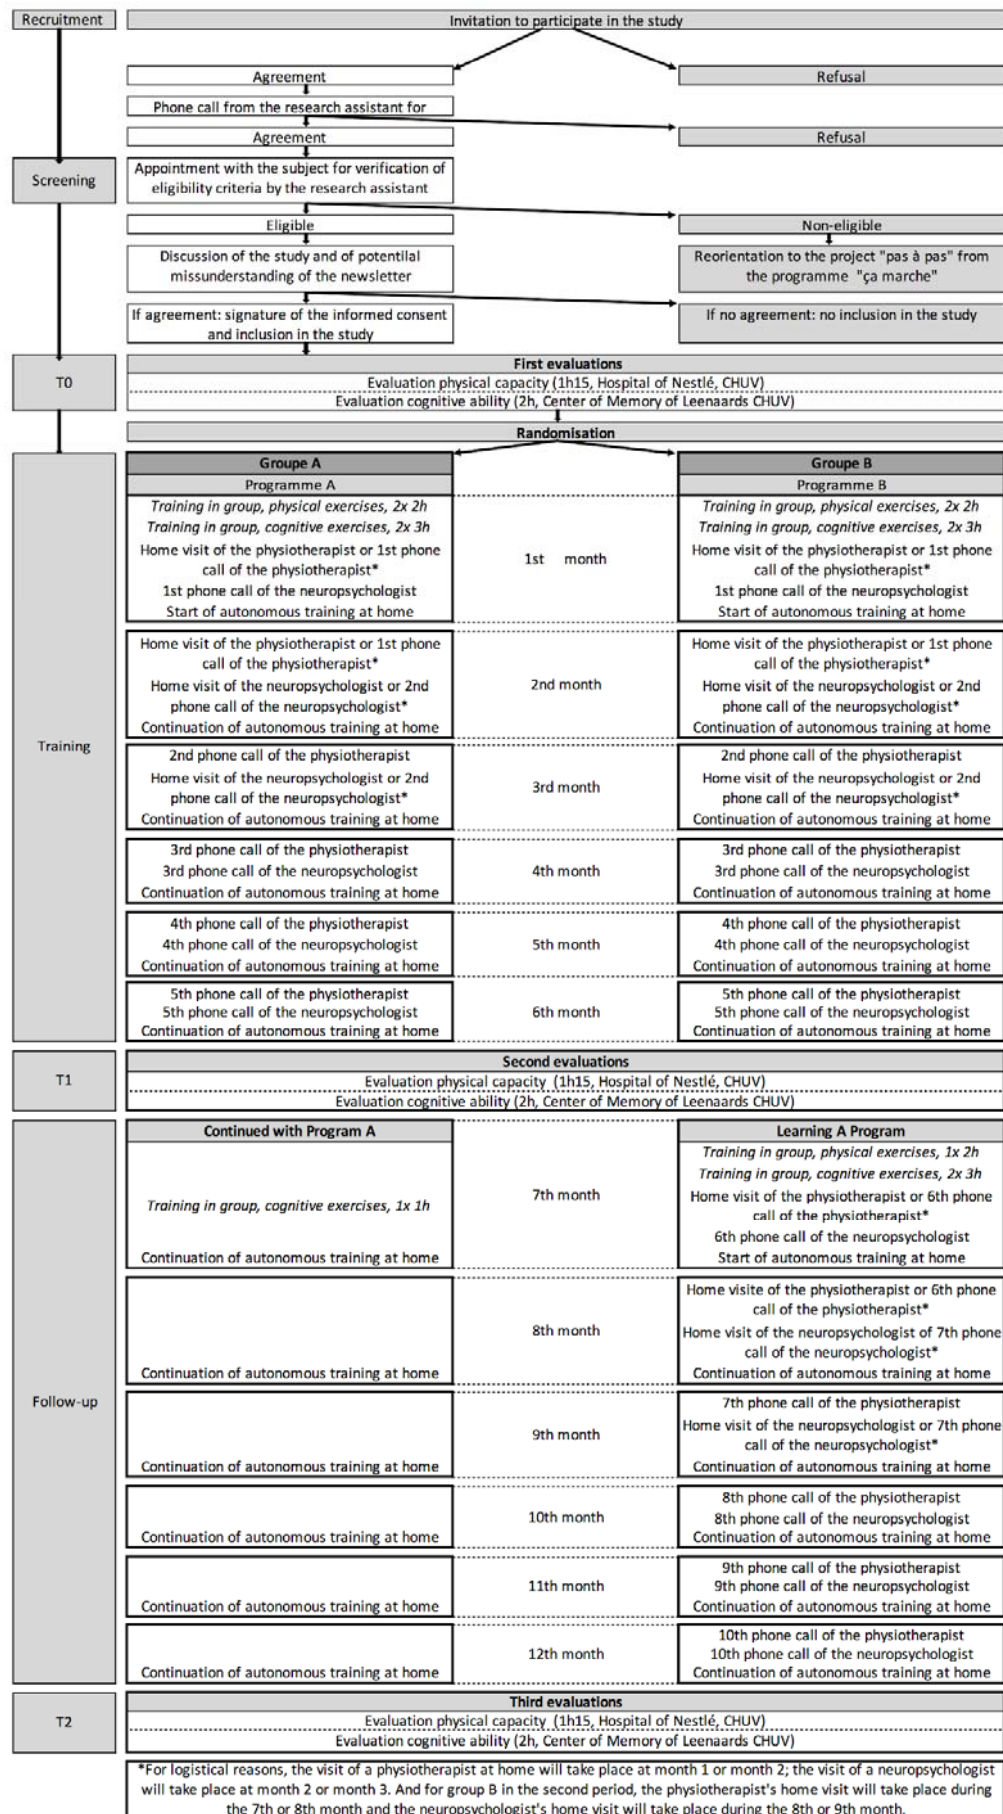 Recruitment
Invitation to participate in the study
Agreement
Refusal
Phone call from the research assistant for
Agreement
Refusal
Screening
Appointment with the subject for verification of
eligibility criteria by the research assistant
Eligible
Non-eligible
Discussion of the study and of potentilal
missunderstanding of the newsletter
Reorientation to the project "pas à pas" from
the programme "ça marche"
If agreement: signature of the informed consent
and inclusion in the study
If no agreement: no inclusion in the study
T0
First evaluations
Evaluation physical capacity (1h15, Hospital of Nestlé, CHUV)
Evaluation cognitive ability (2h, Center of Memory of Leenaards CHUV)
Randomisation
Training
Groupe A
Programme A
Training in group, physical exercises, 2x 2h
Training in group, cognitive exercises, 2x 3h
Home visit of the physiotherapist or 1st phone
call of the physiotherapist*
1st phone call of the neuropsychologist
Start of autonomous training at home
1st month
Groupe B
Programme B
Training in group, physical exercises, 2x 2h
Training in group, cognitive exercises, 2x 3h
Home visit of the physiotherapist or 1st phone
call of the physiotherapist*
1st phone call of the neuropsychologist
Start of autonomous training at home
Home visit of the physiotherapist or 1st phone
call of the physiotherapist*
Home visit of the neuropsychologist or 2nd
phone call of the neuropsychologist*
Continuation of autonomous training at home
2nd month
Home visit of the physiotherapist or 1st phone
call of the physiotherapist*
Home visit of the neuropsychologist or 2nd
phone call of the neuropsychologist*
Continuation of autonomous training at home
2nd phone call of the physiotherapist
Home visit of the neuropsychologist or 2nd
phone call of the neuropsychologist*
Continuation of autonomous training at home
3rd month
2nd phone call of the physiotherapist
Home visit of the neuropsychologist or 2nd
phone call of the neuropsychologist*
Continuation of autonomous training at home
3rd phone call of the physiotherapist
3rd phone call of the neuropsychologist
Continuation of autonomous training at home
4th month
3rd phone call of the physiotherapist
3rd phone call of the neuropsychologist
Continuation of autonomous training at home
4th phone call of the physiotherapist
4th phone call of the neuropsychologist
Continuation of autonomous training at home
5th month
4th phone call of the physiotherapist
4th phone call of the neuropsychologist
Continuation of autonomous training at home
5th phone call of the physiotherapist
5th phone call of the neuropsychologist
Continuation of autonomous training at home
6th month
5th phone call of the physiotherapist
5th phone call of the neuropsychologist
Continuation of autonomous training at home
T1
Second evaluations
Evaluation physical capacity (1h15, Hospital of Nestlé, CHUV)
Evaluation cognitive ability (2h, Center of Memory of Leenaards CHUV)
Follow-up
Continued with Program A
Training in group, cognitive exercises, 1x 1h
Continuation of autonomous training at home
7th month
Learning A Program
Training in group, physical exercises, 1x 2h
Training in group, cognitive exercises, 2x 3h
Home visit of the physiotherapist or 6th phone
call of the physiotherapist*
6th phone call of the neuropsychologist
Start of autonomous training at home
Continuation of autonomous training at home
8th month
Home visite of the physiotherapist or 6th phone
call of the physiotherapist*
Home visit of the neuropsychologist of 7th phone
call of the neuropsychologist*
Continuation of autonomous training at home
Continuation of autonomous training at home
9th month
7th phone call of the physiotherapist
Home visit of the neuropsychologist or 7th phone
call of the neuropsychologist*
Continuation of autonomous training at home
Continuation of autonomous training at home
10th month
8th phone call of the physiotherapist
8th phone call of the neuropsychologist
Continuation of autonomous training at home
Continuation of autonomous training at home
11th month
9th phone call of the physiotherapist
9th phone call of the neuropsychologist
Continuation of autonomous training at home
Continuation of autonomous training at home
12th month
10th phone call of the physiotherapist
10th phone call of the neuropsychologist
Continuation of autonomous training at home
T2
Third evaluations
Evaluation physical capacity (1h15, Hospital of Nestlé, CHUV)
Evaluation cognitive ability (2h, Center of Memory of Leenaards CHUV)
*For logistical reasons, the visit of a physiotherapist at home will take place at month 1 or month 2; the visit of a neuropsychologist
will take place at month 2 or month 3. And for group B in the second period, the physiotherapist's home visit will take place during
the 7th or 8th month and the neuropsychologist's home visit will take place during the 8th or 9th month.